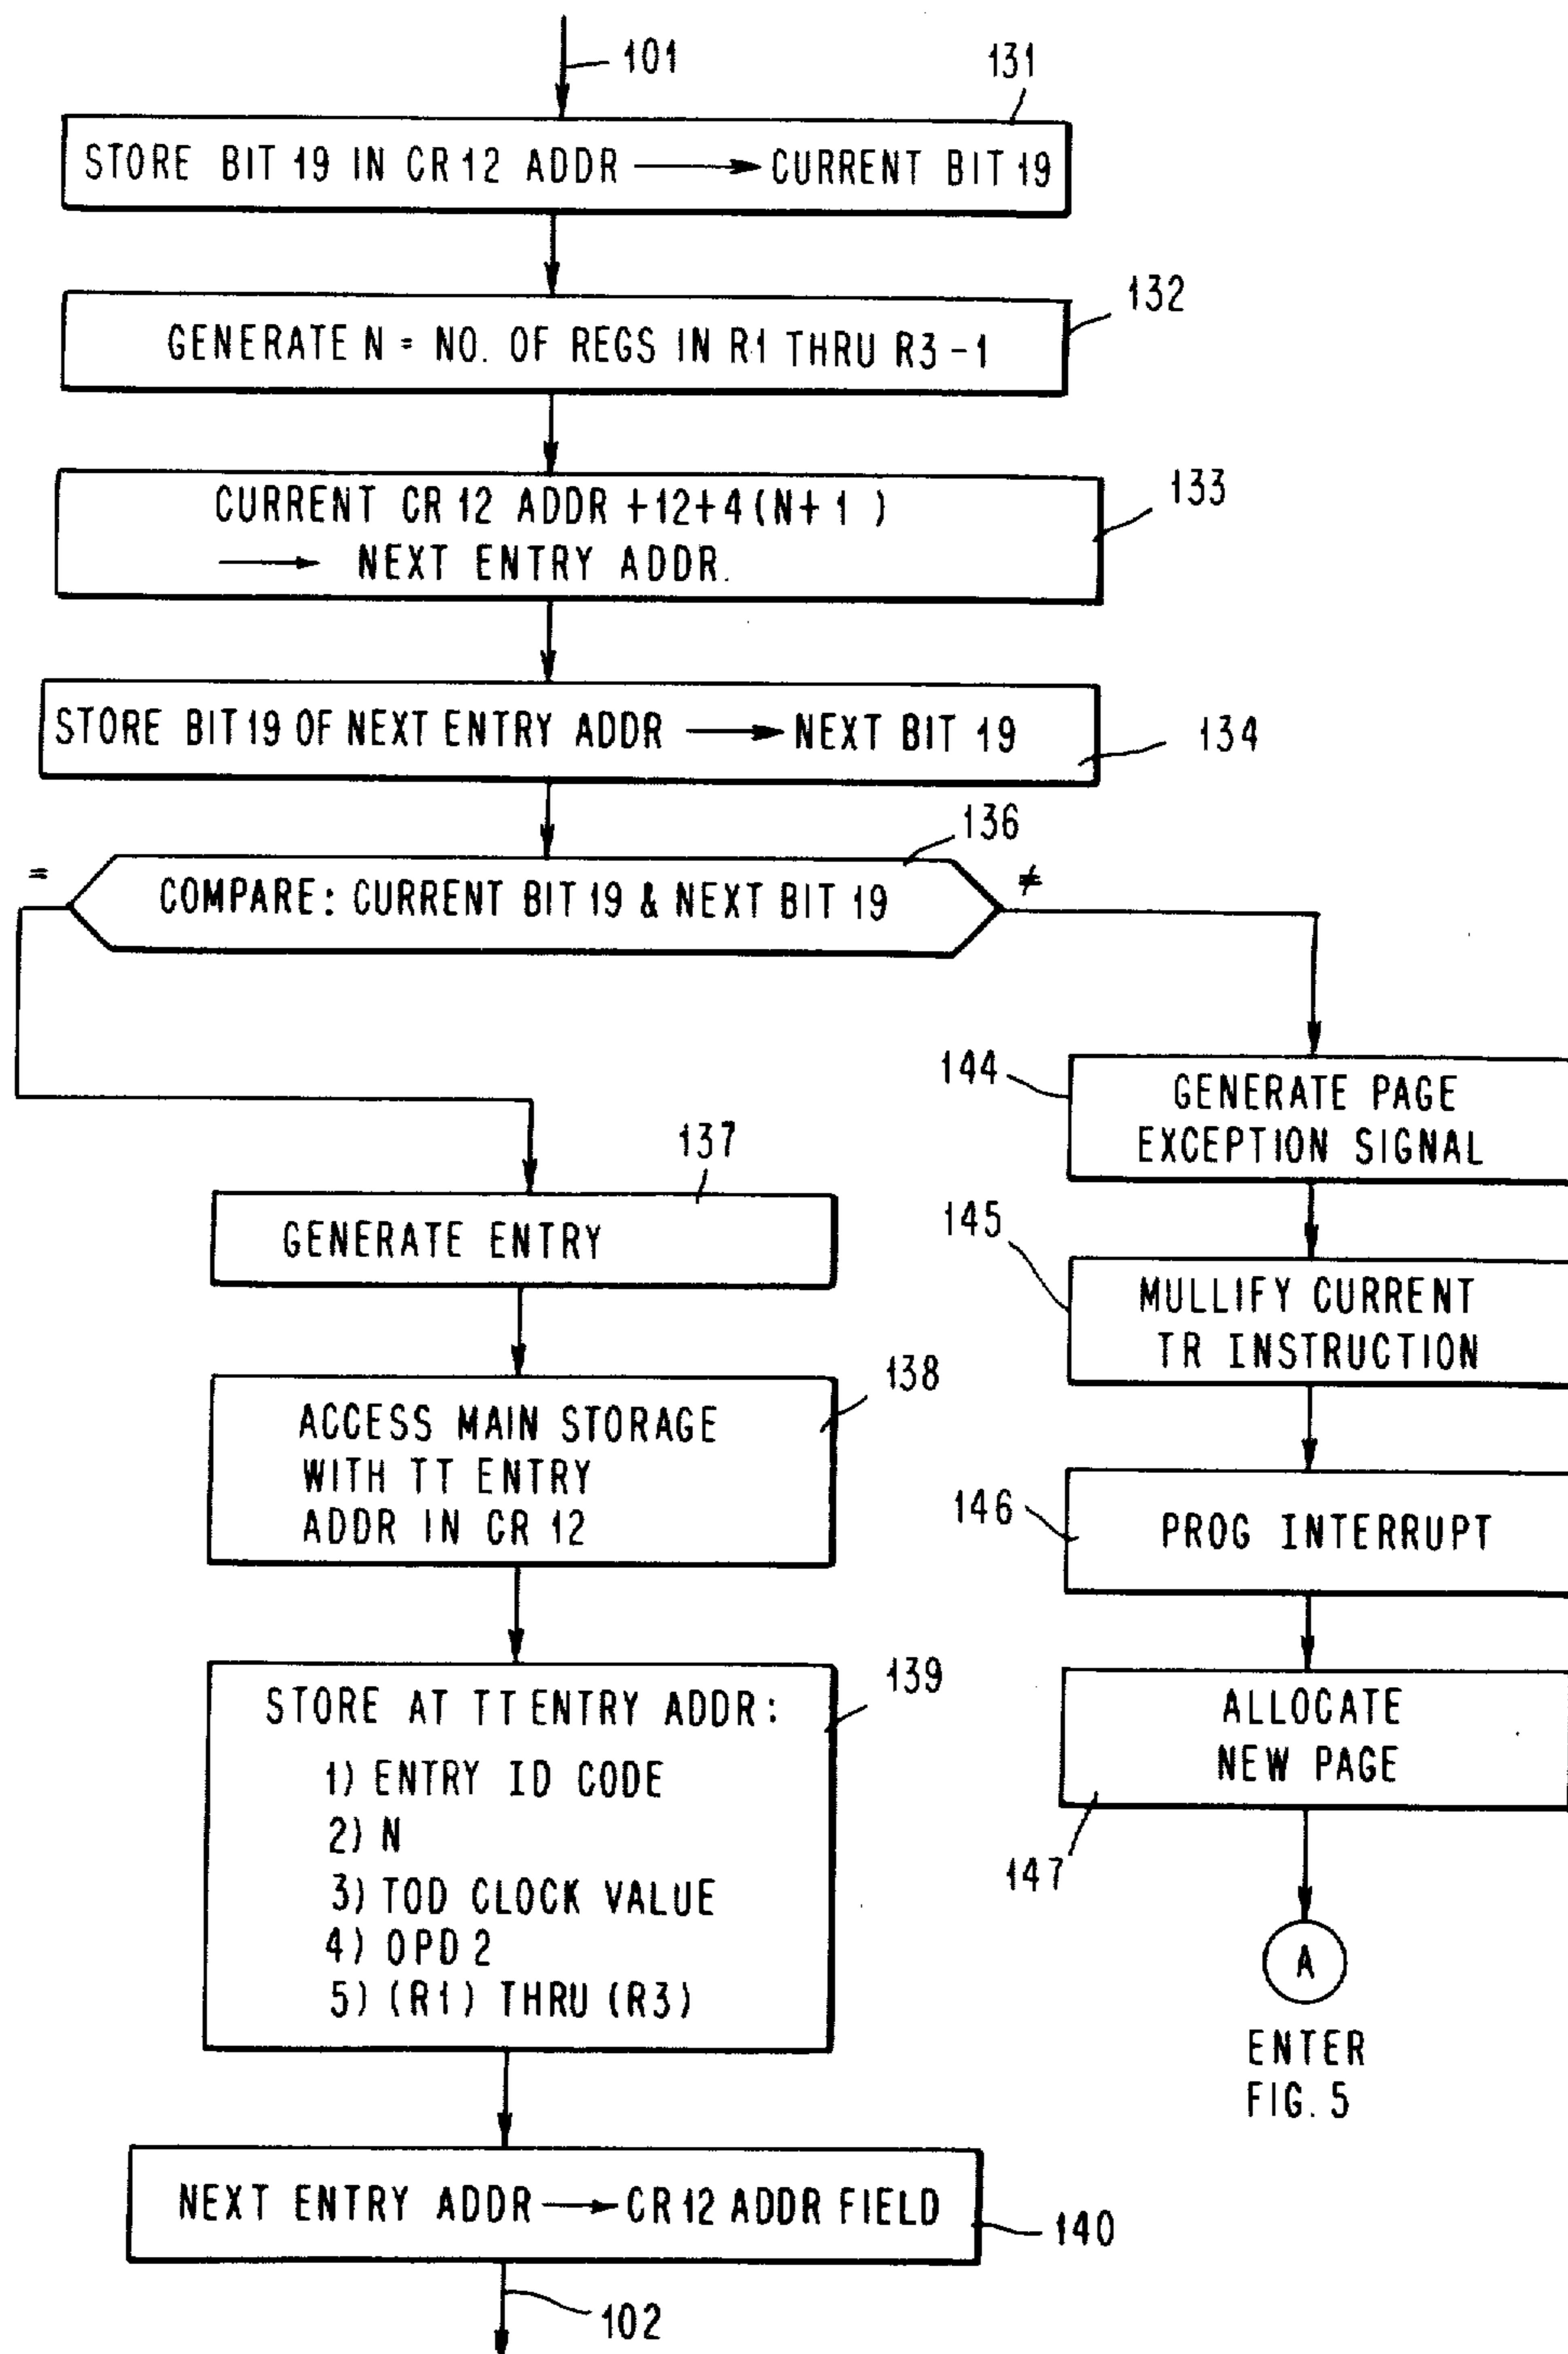 101
131
STORE BIT 19 IN CR 12 ADDR → CURRENT BIT 19
132
GENERATE N = NO. OF REGS IN R1 THRU R3-1
133
CURRENT CR 12 ADDR +12+4(N+1)
→ NEXT ENTRY ADDR.
STORE BIT 19 OF NEXT ENTRY ADDR → NEXT BIT 19
134
136
= COMPARE: CURRENT BIT 19 & NEXT BIT 19 ≠
137
GENERATE ENTRY
138
ACCESS MAIN STORAGE
WITH TT ENTRY
ADDR IN CR 12
139
STORE AT TT ENTRY ADDR:
1) ENTRY ID CODE
2) N
3) TOD CLOCK VALUE
4) OPD 2
5) (R1) THRU (R3)
NEXT ENTRY ADDR → CR 12 ADDR FIELD
140
102
144
GENERATE PAGE
EXCEPTION SIGNAL
145
MULLIFY CURRENT
TR INSTRUCTION
146
PROG INTERRUPT
ALLOCATE
NEW PAGE
147
A
ENTER
FIG. 5